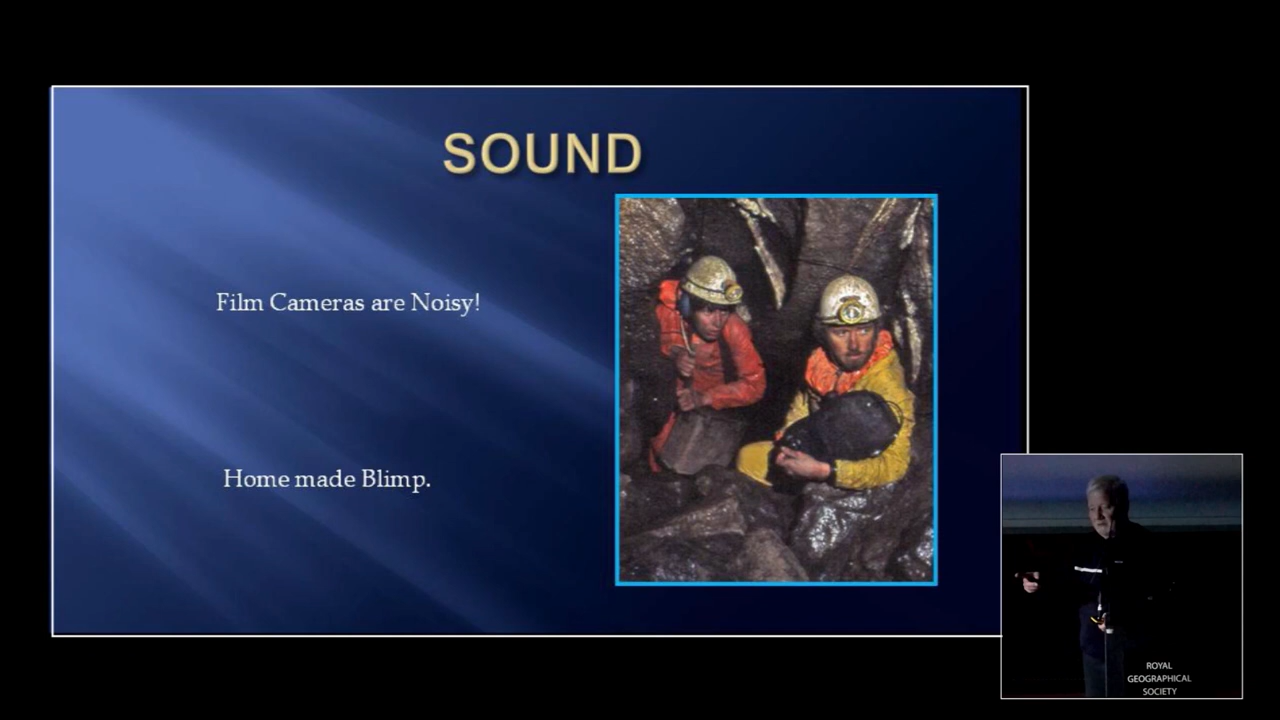 SOUND
Film Cameras are Noisy!
Home made Blimp.
ROYAL
GEOGRAPHICAL
SOCIETY